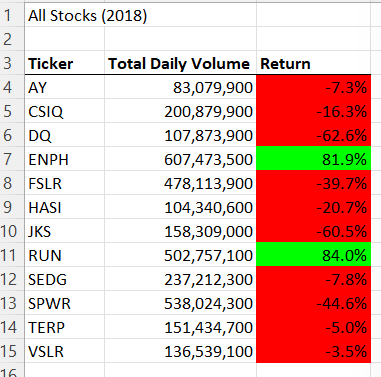 1 All Stocks (2018)
2
3 Ticker Total Daily Volume Return
4 AY 83,079,900 -7.3%
5 CSIQ 200,879,900 -16.3%
6 DQ 107,873,900 -62.6%
7 ENPH 607,473,500 81.9%
8 FSLR 478,113,900 -39.7%
9 HASI 104,340,600 -20.7%
10 JKS 158,309,000 -60.5%
11 RUN 502,757,100 84.0%
12 SEDG 237,212,300 -7.8%
13 SPWR 538,024,300 -44.6%
14 TERP 151,434,700 -5.0%
15 VSLR 136,539,100 -3.5%
16